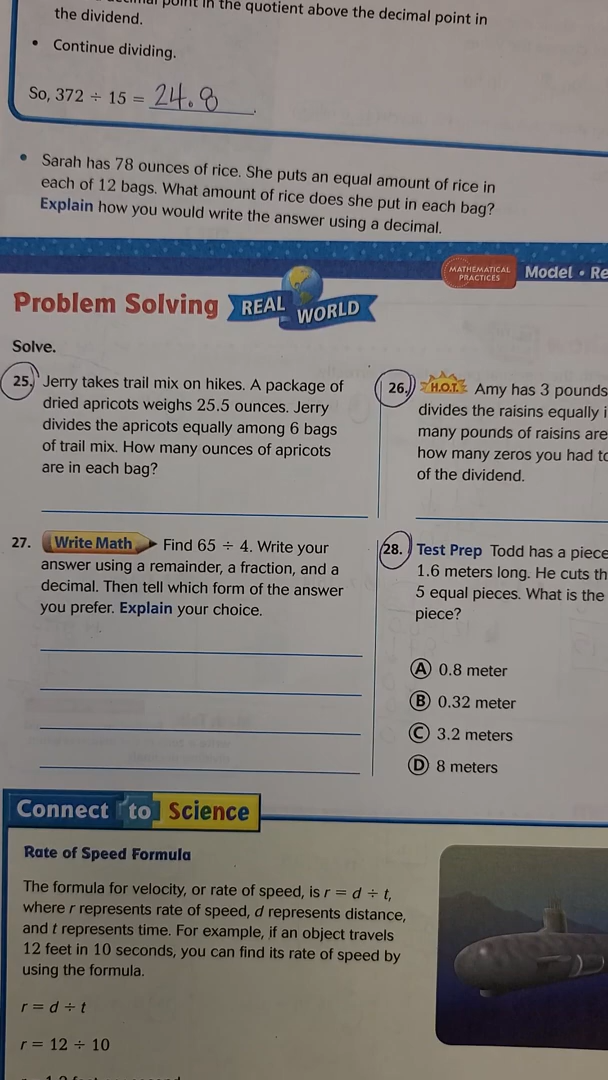 point in the quotient above the decimal point in
the dividend.
• Continue dividing.
So, 372 ÷ 15 = 24.8.
• Sarah has 78 ounces of rice. She puts an equal amount of rice in
each of 12 bags. What amount of rice does she put in each bag?
Explain how you would write the answer using a decimal.
MATHEMATICAL
PRACTICES
Model •
Problem Solving REAL WORLD
Solve.
25. Jerry takes trail mix on hikes. A package of
dried apricots weighs 25.5 ounces. Jerry
divides the apricots equally among 6 bags
of trail mix. How many ounces of apricots
are in each bag?
26. H.O.T. Amy has 3 pounds
divides the raisins equally
many pounds of raisins are
how many zeros you had
of the dividend.
27. Write Math Find 65 ÷ 4. Write your
answer using a remainder, a fraction, and a
decimal. Then tell which form of the answer
you prefer. Explain your choice.
28. Test Prep Todd has a piece
1.6 meters long. He cuts
5 equal pieces. What is the
piece?
A 0.8 meter
B 0.32 meter
C 3.2 meters
D 8 meters
Connect to Science
Rate of Speed Formula
The formula for velocity, or rate of speed, is r = d ÷ t,
where r represents rate of speed, d represents distance,
and t represents time. For example, if an object travels
12 feet in 10 seconds, you can find its rate of speed by
using the formula.
r = d ÷ t
r = 12 ÷ 10